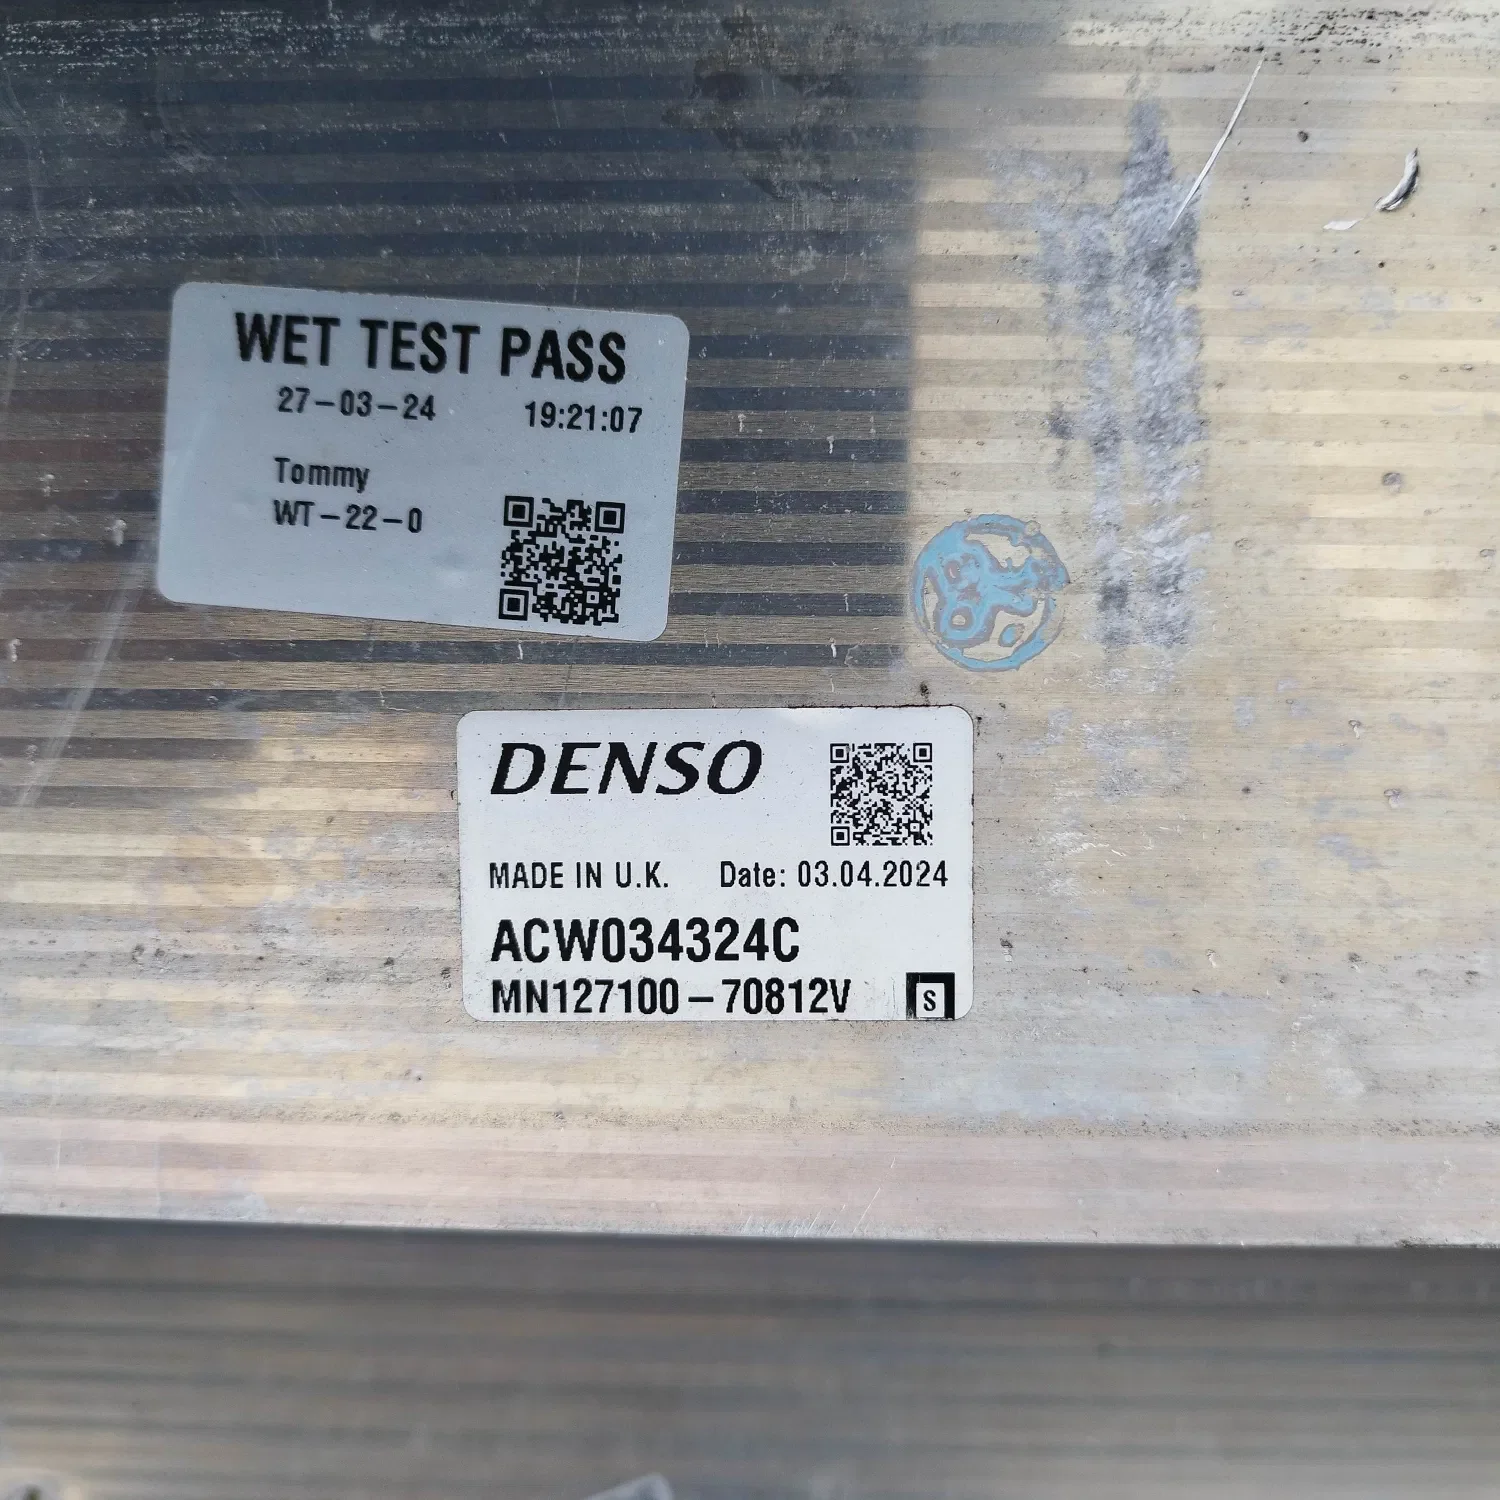 WET TEST PASS
27-03-24 19:21:07
Tommy
WT-22-0
DENSO
MADE IN U.K. Date: 03.04.2024
ACW034324C
MN127100-70812V S